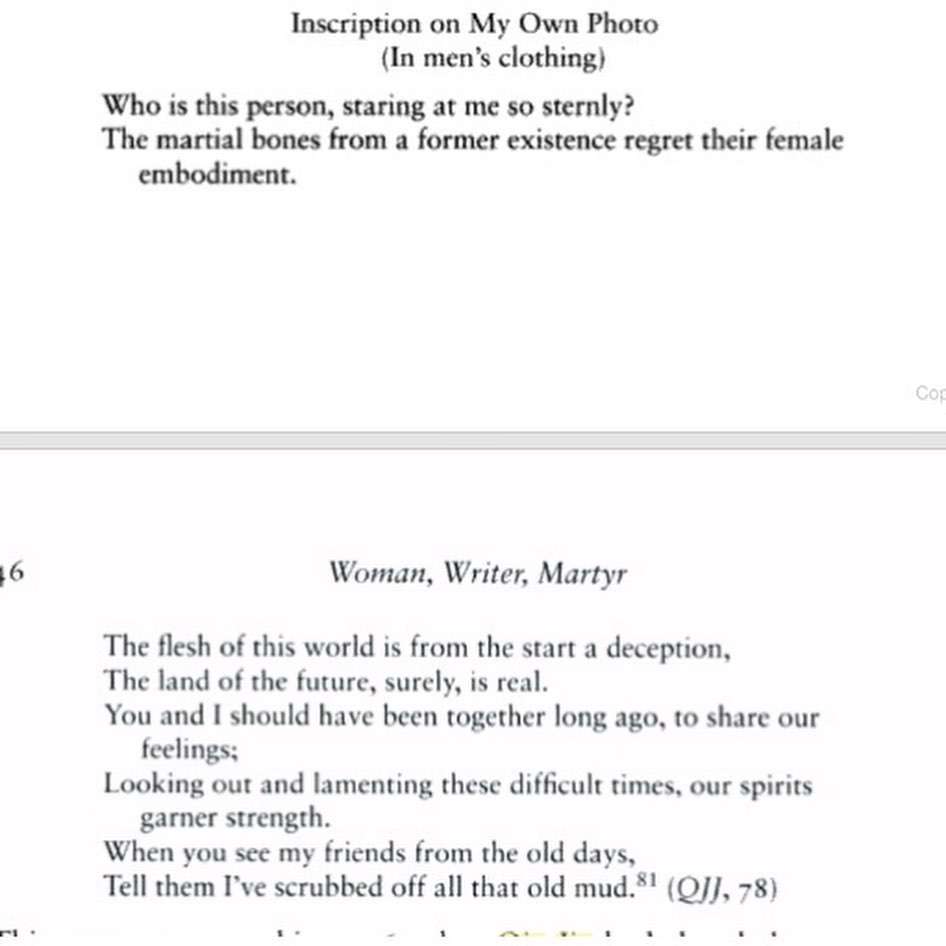 Inscription on My Own Photo
(In men's clothing)
Who is this person, staring at me so sternly?
The martial bones from a former existence regret their female
embodiment.
Cop
46
Woman, Writer, Martyr
The flesh of this world is from the start a deception,
The land of the future, surely, is real.
You and I should have been together long ago, to share our
feelings;
Looking out and lamenting these difficult times, our spirits
garner strength.
When you see my friends from the old days,
Tell them I've scrubbed off all that old mud.81 (QJJ, 78)